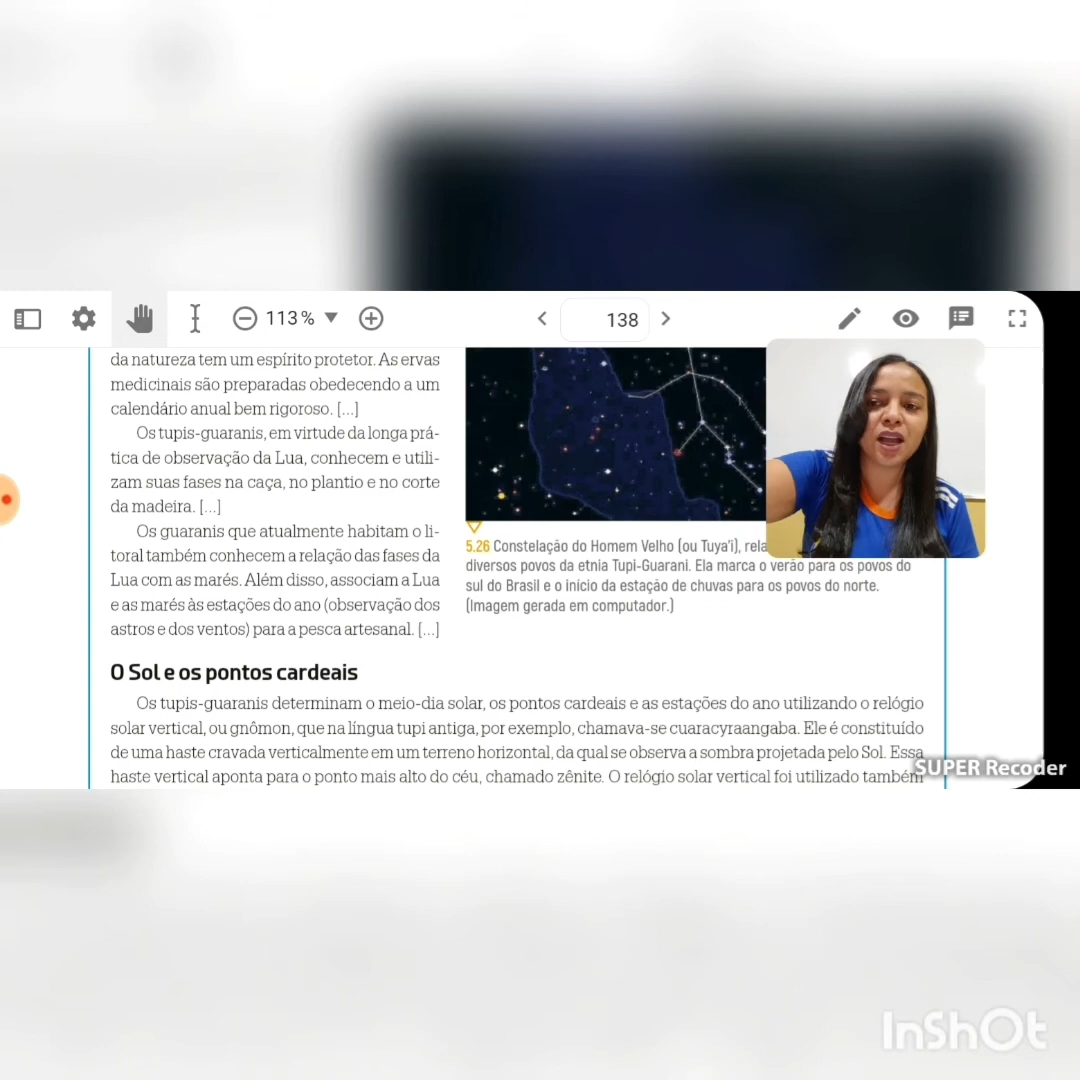 113%
138
da natureza tem um espírito protetor. As ervas
medicinais são preparadas obedecendo a um
calendário anual bem rigoroso. [...]
Os tupis-guaranis, em virtude da longa prá-
tica de observação da Lua, conhecem e utili-
zam suas fases na caça, no plantio e no corte
da madeira. [...]
Os guaranis que atualmente habitam o li-
toral também conhecem a relação das fases da
Lua com as marés. Além disso, associam a Lua
e as marés às estações do ano (observação dos
astros e dos ventos) para a pesca artesanal. [...]
5.26 Constelação do Homem Velho (ou Tuya'i), rela
diversos povos da etnia Tupi-Guarani. Ela marca o verão para os povos do
sul do Brasil e o início da estação de chuvas para os povos do norte.
(Imagem gerada em computador.)
O Sol e os pontos cardeais
Os tupis-guaranis determinam o meio-dia solar, os pontos cardeais e as estações do ano utilizando o relógio
solar vertical, ou gnômon, que na língua tupi antiga, por exemplo, chamava-se cuaracyraangaba. Ele é constituído
de uma haste cravada verticalmente em um terreno horizontal, da qual se observa a sombra projetada pelo Sol. Essa
haste vertical aponta para o ponto mais alto do céu, chamado zênite. O relógio solar vertical foi utilizado também
SUPER Recoder
InShOt